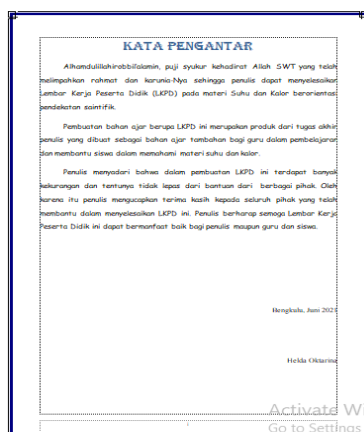 KATA PENGANTAR
Alhamdulillahirobbil'alamin, puji syukur kehadirat Allah SWT yang telah
melimpahkan rahmat dan karunia-Nya sehingga penulis dapat menyelesaikan
Lembar Kerja Peserta Didik (LKPD) pada materi Suhu dan Kalor berorientasi
pendekatan saintifik.
Pembuatan bahan ajar berupa LKPD ini merupakan produk dari tugas akhir
penulis yang dibuat sebagai bahan ajar tambahan bagi guru dalam pembelajaran
dan membantu siswa dalam memahami materi suhu dan kalor.
Penulis menyadari bahwa dalam pembuatan LKPD ini terdapat banyak
kekurangan dan tentunya tidak lepas dari bantuan dari berbagai pihak. Oleh
karena itu penulis mengucapkan terima kasih kepada seluruh pihak yang telah
membantu dalam menyelesaikan LKPD ini. Penulis berharap semoga Lembar Kerja
Peserta Didik ini dapat bermanfaat baik bagi penulis maupun guru dan siswa.
Bengkulu, Juni 2021
Helda Oktarina
Activate W
Go to Settings